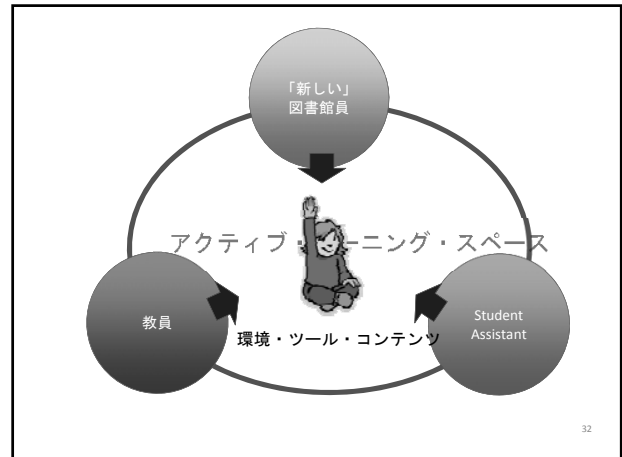 「新しい」
図書館員
アクティブ・ーニング・スペース
教員
Student
Assistant
環境・ツール・コンテンツ
32